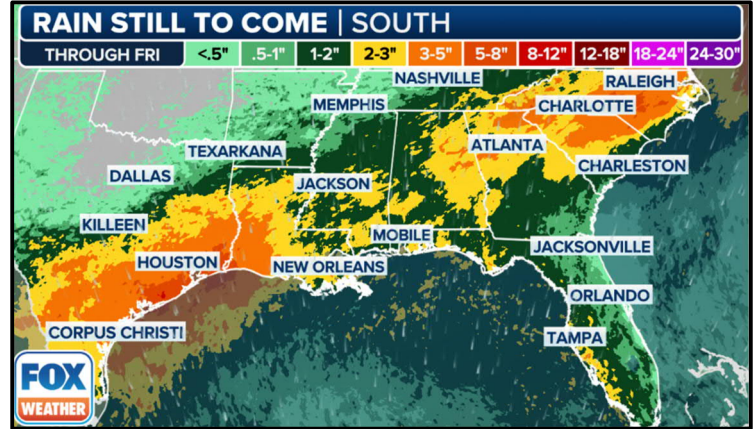 RAIN STILL TO COME | SOUTH
THROUGH FRI <.5" .5-1" 1-2" 2-3" 3-5" 5-8" 8-12" 12-18" 18-24" 24-30"
NASHVILLE
RALEIGH
MEMPHIS
CHARLOTTE
TEXARKANA
ATLANTA
DALLAS
JACKSON
CHARLESTON
KILLEEN
MOBILE
JACKSONVILLE
HOUSTON
NEW ORLEANS
ORLANDO
CORPUS CHRISTI
TAMPA
FOX
WEATHER